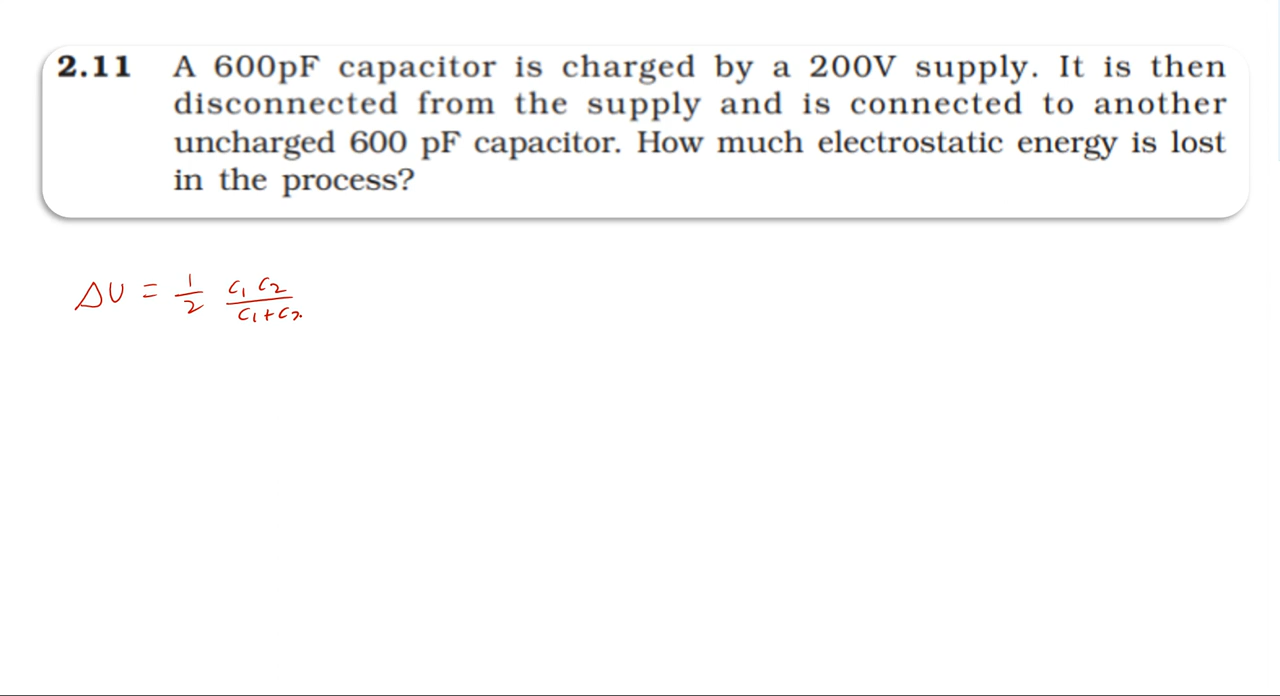 2.11 A 600pF capacitor is charged by a 200V supply. It is then
disconnected from the supply and is connected to another
uncharged 600 pF capacitor. How much electrostatic energy is lost
in the process?
ΔU = 1/2 C₁ C₂ / C₁ + C₂